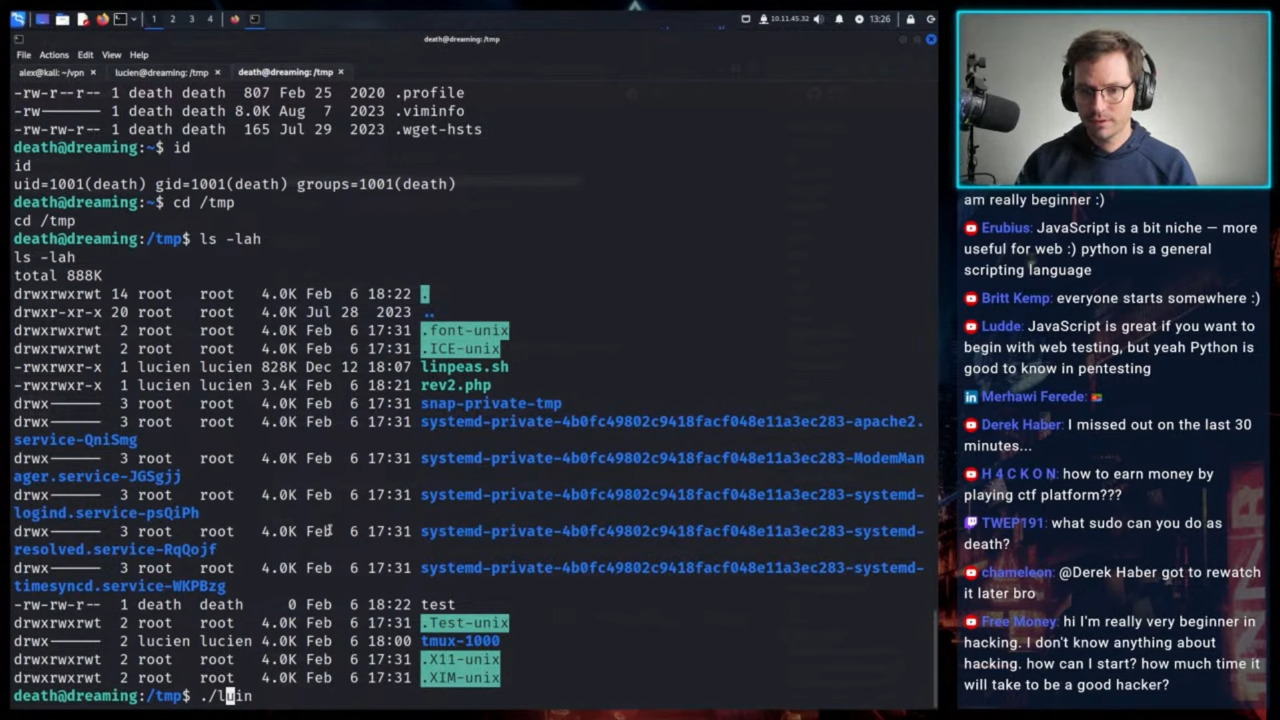 1 2 3 4
10.11.45.32 13:26
death@dreaming: /tmp
File Actions Edit View Help
alex@kali: ~/vpn × lucien@dreaming: /tmp × death@dreaming: /tmp ×
-rw-r--r-- 1 death death 807 Feb 25 2020 .profile
-rw------- 1 death death 8.0K Aug 7 2023 .viminfo
-rw-rw-r-- 1 death death 165 Jul 29 2023 .wget-hsts
death@dreaming:~$ id
id
uid=1001(death) gid=1001(death) groups=1001(death)
death@dreaming:~$ cd /tmp
cd /tmp
death@dreaming:/tmp$ ls -lah
ls -lah
total 888K
drwxrwxrwt 14 root root 4.0K Feb 6 18:22 .
drwxr-xr-x 20 root root 4.0K Jul 28 2023 ..
drwxrwxrwt 2 root root 4.0K Feb 6 17:31 .font-unix
drwxrwxrwt 2 root root 4.0K Feb 6 17:31 .ICE-unix
-rwxrwxr-x 1 lucien lucien 828K Dec 12 18:07 linpeas.sh
-rwxrwxr-x 1 lucien lucien 3.4K Feb 6 18:21 rev2.php
drwx------ 3 root root 4.0K Feb 6 17:31 snap-private-tmp
drwx------ 3 root root 4.0K Feb 6 17:31 systemd-private-4b0fc49802c9418facf048e11a3ec283-apache2.
service-QniSmg
drwx------ 3 root root 4.0K Feb 6 17:31 systemd-private-4b0fc49802c9418facf048e11a3ec283-ModemMan
ager.service-JGSgjj
drwx------ 3 root root 4.0K Feb 6 17:31 systemd-private-4b0fc49802c9418facf048e11a3ec283-systemd-
logind.service-psQiPh
drwx------ 3 root root 4.0K Feb 6 17:31 systemd-private-4b0fc49802c9418facf048e11a3ec283-systemd-
resolved.service-RqQojf
drwx------ 3 root root 4.0K Feb 6 17:31 systemd-private-4b0fc49802c9418facf048e11a3ec283-systemd-
timesyncd.service-WKPBzg
-rw-rw-r-- 1 death death 0 Feb 6 18:22 test
drwxrwxrwt 2 root root 4.0K Feb 6 17:31 .Test-unix
drwx------ 2 lucien lucien 4.0K Feb 6 18:00 tmux-1000
drwxrwxrwt 2 root root 4.0K Feb 6 17:31 .X11-unix
drwxrwxrwt 2 root root 4.0K Feb 6 17:31 .XIM-unix
death@dreaming:/tmp$ ./luin
am really beginner :)
Erubius: JavaScript is a bit niche — more
useful for web :) python is a general
scripting language
Britt Kemp: everyone starts somewhere :)
Ludde: JavaScript is great if you want to
begin with web testing, but yeah Python is
good to know in pentesting
Merhawi Ferede:
Derek Haber: I missed out on the last 30
minutes...
H 4 C K O N: how to earn money by
playing ctf platform???
TWEP191: what sudo can you do as
death?
chameleon: @Derek Haber got to rewatch
it later bro
Free Money: hi I'm really very beginner in
hacking. I don't know anything about
hacking. how can I start? how much time it
will take to be a good hacker?